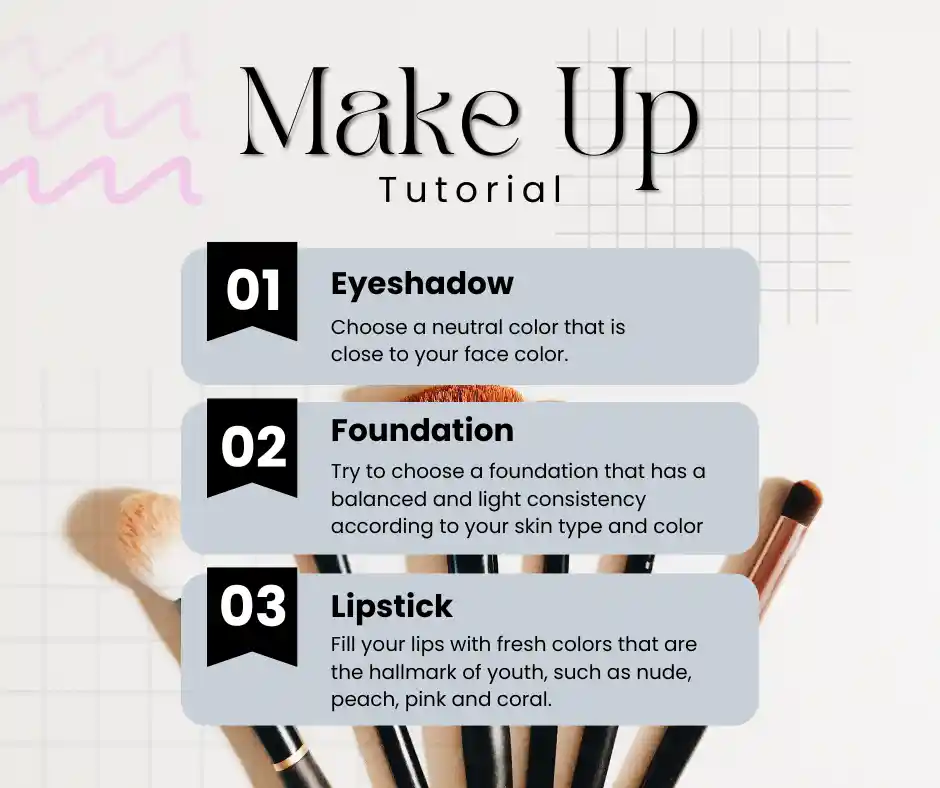 Make Up
Tutorial
01
Eyeshadow
Choose a neutral color that is
close to your face color.
02
Foundation
Try to choose a foundation that has a
balanced and light consistency
according to your skin type and color
03
Lipstick
Fill your lips with fresh colors that are
the hallmark of youth, such as nude,
peach, pink and coral.